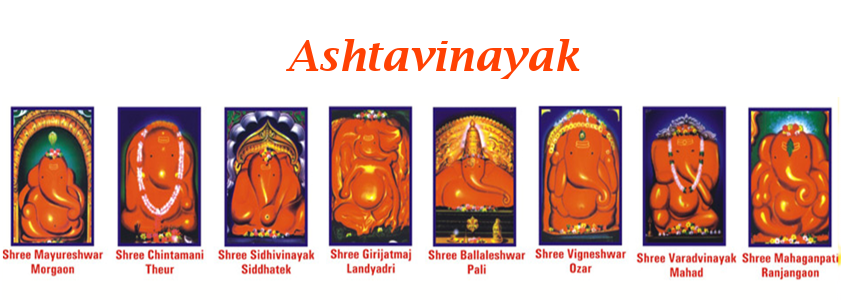 Ashtavinayak
Shree Mayureshwar
Morgaon
Shree Chintamani
Theur
Shree Sidhivinayak
Siddhatek
Shree Girijatmaj
Landyadri
Shree Ballaleshwar
Pali
Shree Vigneshwar
Ozar
Shree Varadvinayak
Mahad
Shree Mahaganpati
Ranjangaon